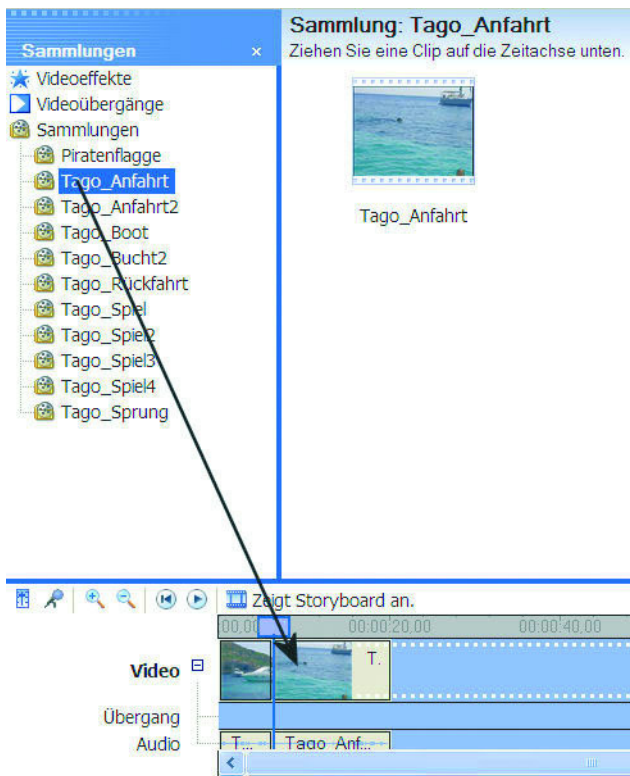 Sammlungen ×
Videoeffekte
Videoübergänge
Sammlungen
Piratenflagge
Tago_Anfahrt
Tago_Anfahrt2
Tago_Boot
Tago_Bucht2
Tago_Rückfahrt
Tago_Spiel
Tago_Spiel2
Tago_Spiel3
Tago_Spiel4
Tago_Sprung
Sammlung: Tago_Anfahrt
Ziehen Sie eine Clip auf die Zeitachse unten.
Tago_Anfahrt
Zeigt Storyboard an.
00:00:20,00 00:00:40,00
Video
T.
Übergang
Audio
T... Tago_Anf...